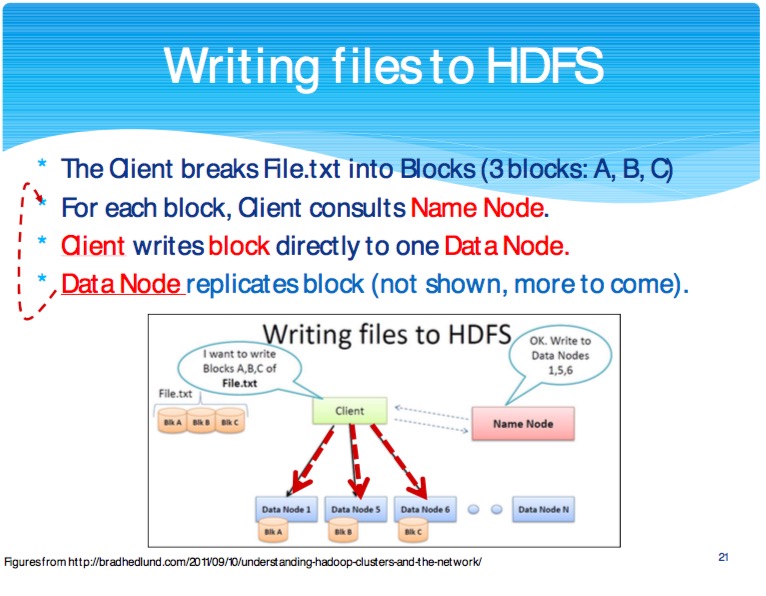 Writing files to HDFS
* The Client breaks File.txt into Blocks (3 blocks: A, B, C)
* For each block, Client consults Name Node.
* Client writes block directly to one Data Node.
* Data Node replicates block (not shown, more to come).
Writing files to HDFS
I want to write
Blocks A,B,C of
File.txt
OK. Write to
Data Nodes
1,5,6
File.txt
Blk A Blk B Blk C
Client
Name Node
Data Node 1 Data Node 5 Data Node 6 Data Node N
Blk A Blk B Blk C
Figures from http://bradhedlund.com/2011/09/10/understanding-hadoop-clusters-and-the-network/
21